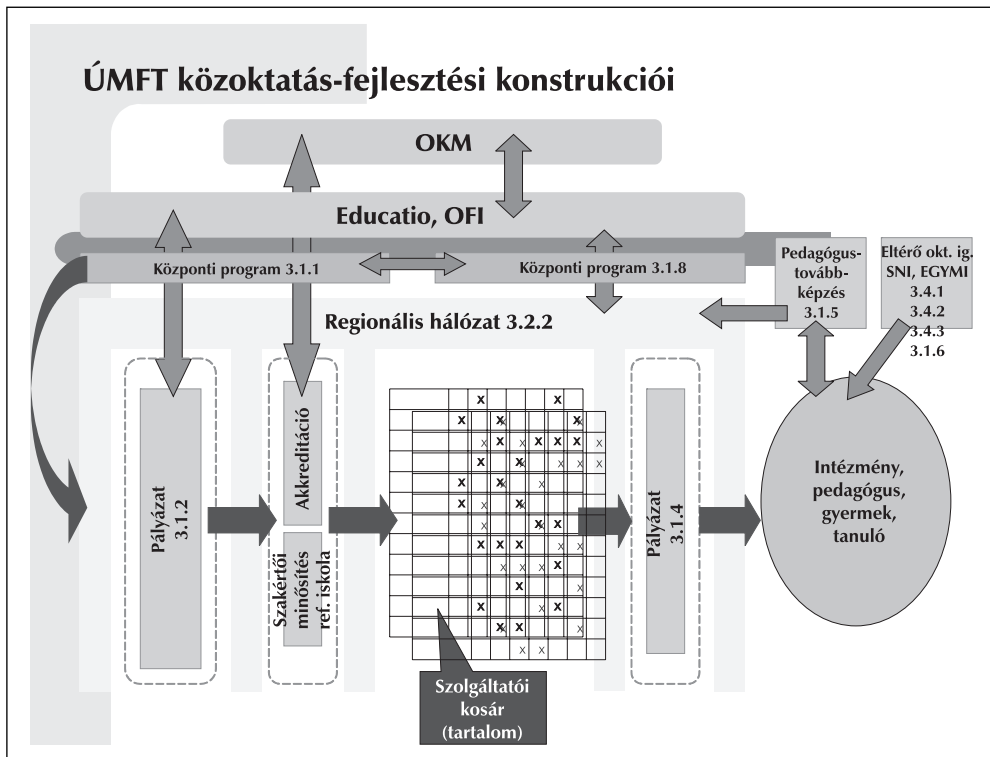 ÚMFT közoktatás-fejlesztési konstrukciói
OKM
Educatio, OFI
Központi program 3.1.1
Központi program 3.1.8
Pedagógus-
tovább-
képzés
3.1.5
Eltérő okt. ig.
SNI, EGYMI
3.4.1
3.4.2
3.4.3
3.1.6
Regionális hálózat 3.2.2
Pályázat
3.1.2
Akkreditáció
Szakértői
minősítés
ref. iskola
Pályázat
3.1.4
Intézmény,
pedagógus,
gyermek,
tanuló
Szolgáltatói
kosár
(tartalom)